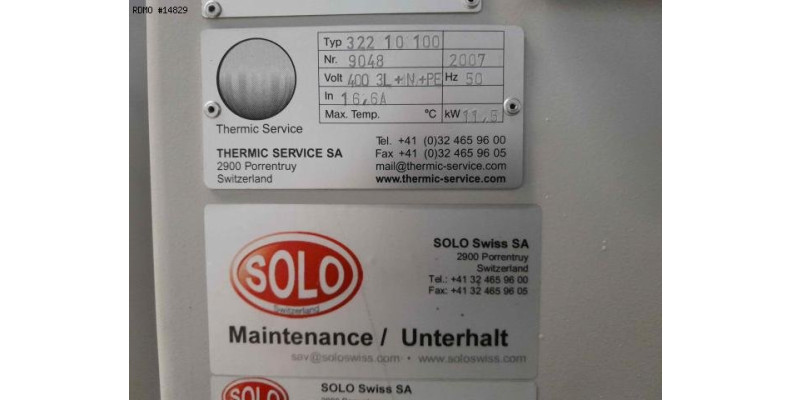 RDMO #14829
Typ 322 10 100
Nr. 9048 2007
Volt 400 3L+N+PE Hz 50
In 16,6A
Max. Temp. °C kW 11,5
Thermic Service
THERMIC SERVICE SA
2900 Porrentruy
Switzerland
Tel. +41 (0)32 465 96 00
Fax +41 (0)32 465 96 05
mail@thermic-service.com
www.thermic-service.com
SOLO
Switzerland
SOLO Swiss SA
2900 Porrentruy
Switzerland
Tel.: +41 32 465 96 00
Fax: +41 32 465 96 05
Maintenance / Unterhalt
sav@soloswiss.com • www.soloswiss.com
SOLO
SOLO Swiss SA